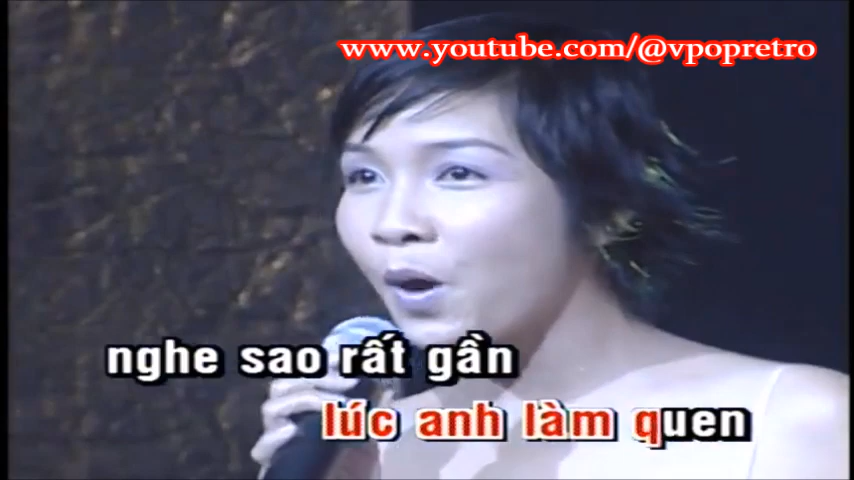 www.youtube.com/@vpopretro
nghe sao rất gần
lúc anh làm quen